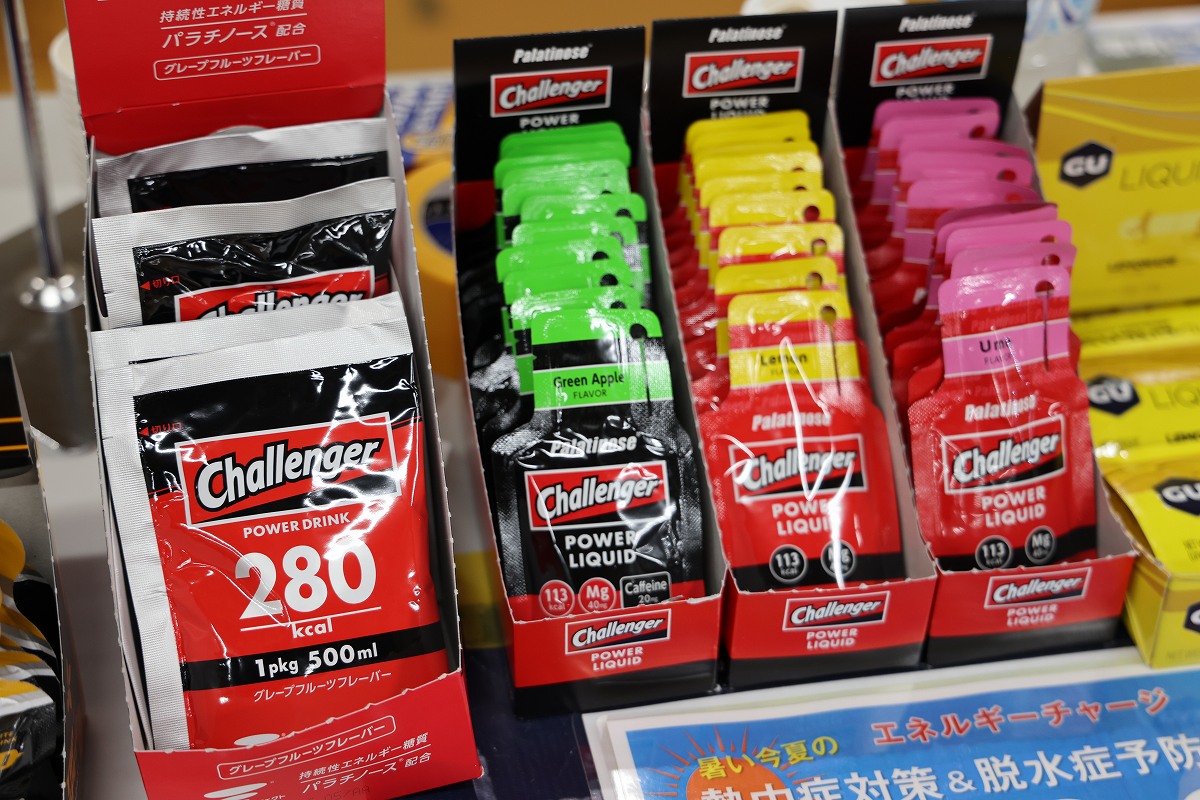 持続性エネルギー糖質
パラチノース®配合
グレープフルーツフレーバー
切り口
Challenger
切り口
Challenger
POWER DRINK
280
kcal
1pkg 500ml
グレープフルーツフレーバー
グレープフルーツフレーバー
持続性エネルギー糖質
パラチノース®配合
Palatinose®
Challenger
POWER
Green Apple
FLAVOR
Palatinose®
Challenger
POWER
LIQUID
113
kcal
Mg
40mg
Caffeine
20mg
Challenger
POWER
LIQUID
Palatinose®
Challenger
POWER
Lemon
FLAVOR
Palatinose®
Challenger
POWER
LIQUID
113
kcal
Mg
Challenger
POWER
LIQUID
Palatinose®
Challenger
POWER LIQUID
Ume
FLAVOR
Palatinose®
Challenger
POWER
LIQUID
113
kcal
Mg
40mg
Challenger
POWER
LIQUID
GU
GU
エネルギーチャージ
暑い今夏の
熱中症対策&脱水症予防